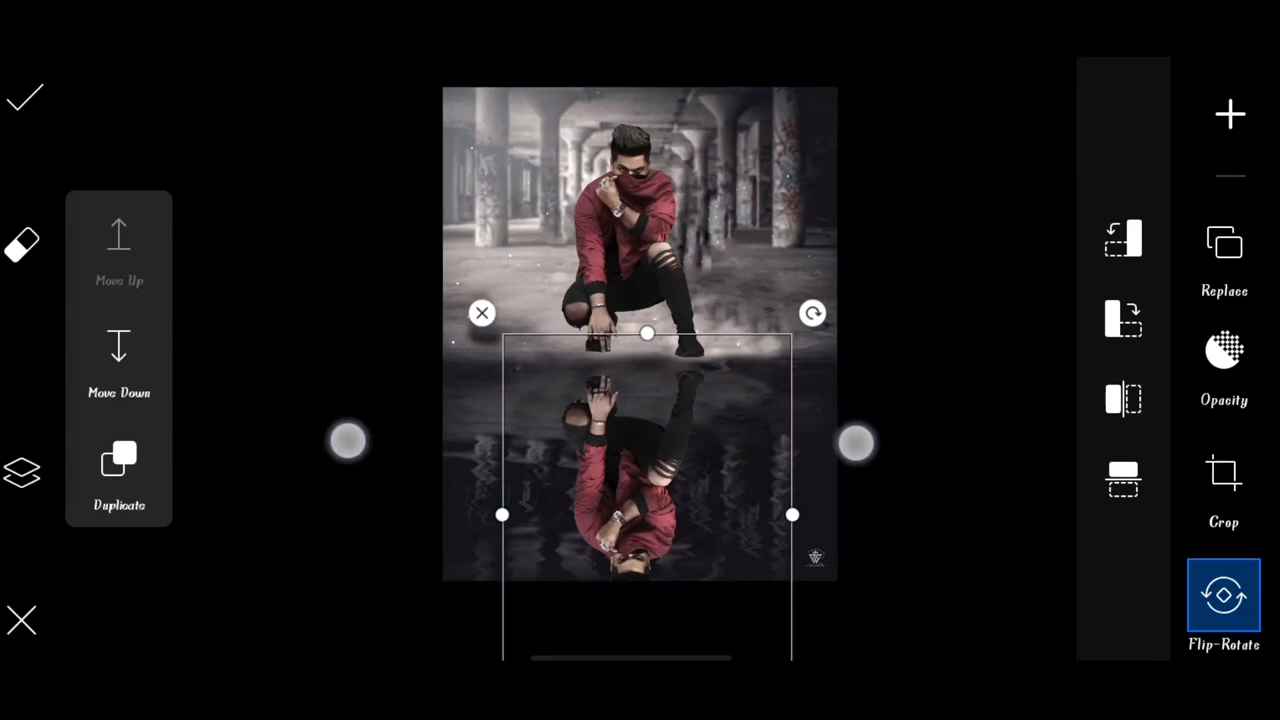 Move Up
Move Down
Duplicate
Replace
Opacity
Crop
Flip-Rotate